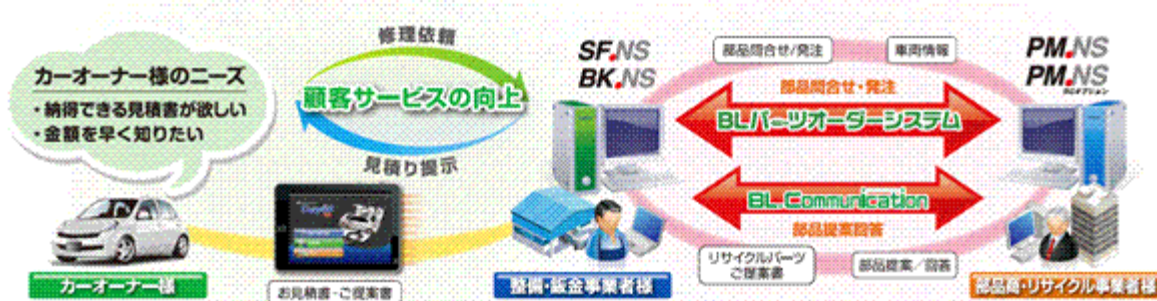 カーオーナー様のニーズ
・納得できる見積書が欲しい
・金額を早く知りたい
カーオーナー様
修理依頼
顧客サービスの向上
見積り提示
お見積書・ご提案書
SF.NS
BK.NS
整備・鈑金事業者様
部品問合せ/発注
車両情報
部品問合せ・発注
BLパーツオーダーシステム
BL Communication
部品提案回答
リサイクルパーツ
ご提案書
部品提案/回答
PM.NS
PM.NS
部品商・リサイクル事業者様